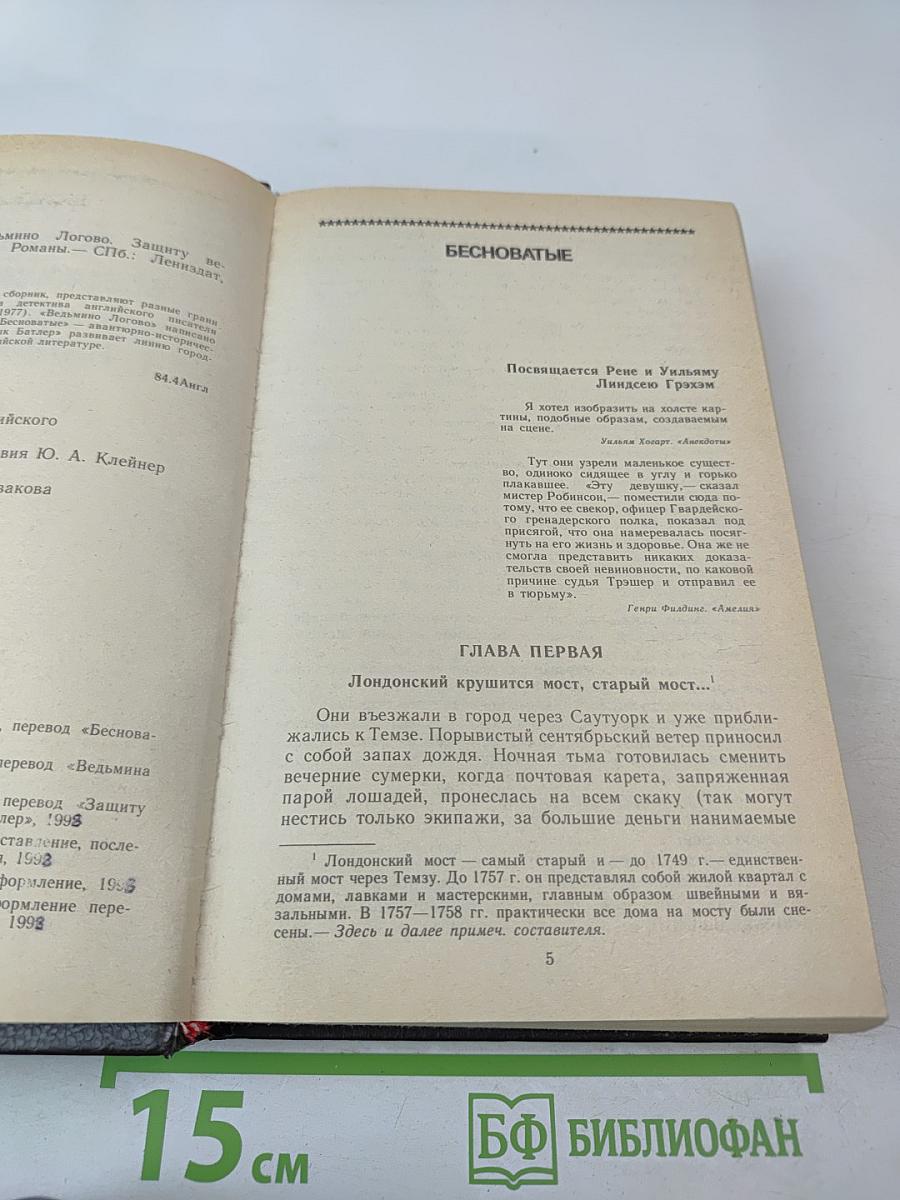 дьмино Логово. Защиту ве-
Романы.— СПб.: Лениздат,
сборник, представляют разные грани
детектива английского писателя
1977). «Ведьмино Логово» написано
Бесноватые» — авантюрно-историчес-
к Батлер» развивает линию город-
ийской литературе.
84.4Англ
ийского
вия Ю. А. Клейнер
закова
, перевод «Беснова-
перевод «Ведьмина
перевод «Защиту
лер», 1993
ставление, после-
, 1993
формление, 1993
формление пере-
1993
БЕСНОВАТЫЕ
Посвящается Рене и Уильяму
Линдсею Грэхэм
Я хотел изобразить на холсте кар-
тины, подобные образам, создаваемым
на сцене.
Уильям Хогарт. «Анекдоты»
Тут они узрели маленькое сущест-
во, одиноко сидящее в углу и горько
плакавшее. «Эту девушку,— сказал
мистер Робинсон,— поместили сюда по-
тому, что ее свекор, офицер Гвардейско-
го гренадерского полка, показал под
присягой, что она намеревалась посяг-
нуть на его жизнь и здоровье. Она же не
смогла представить никаких доказа-
тельств своей невиновности, по каковой
причине судья Трэшер и отправил ее
в тюрьму».
Генри Филдинг. «Амелия»
ГЛАВА ПЕРВАЯ
Лондонский крушится мост, старый мост...¹
Они въезжали в город через Саутуорк и уже прибли-
жались к Темзе. Порывистый сентябрьский ветер приносил
с собой запах дождя. Ночная тьма готовилась сменить
вечерние сумерки, когда почтовая карета, запряженная
парой лошадей, пронеслась на всем скаку (так могут
нестись только экипажи, за большие деньги нанимаемые
¹ Лондонский мост — самый старый и — до 1749 г.— единствен-
ный мост через Темзу. До 1757 г. он представлял собой жилой квартал с
домами, лавками и мастерскими, главным образом швейными и вя-
зальными. В 1757—1758 гг. практически все дома на мосту были сне-
сены.— Здесь и далее примеч. составителя.
5
15 см
БФ БИБЛИОФАН